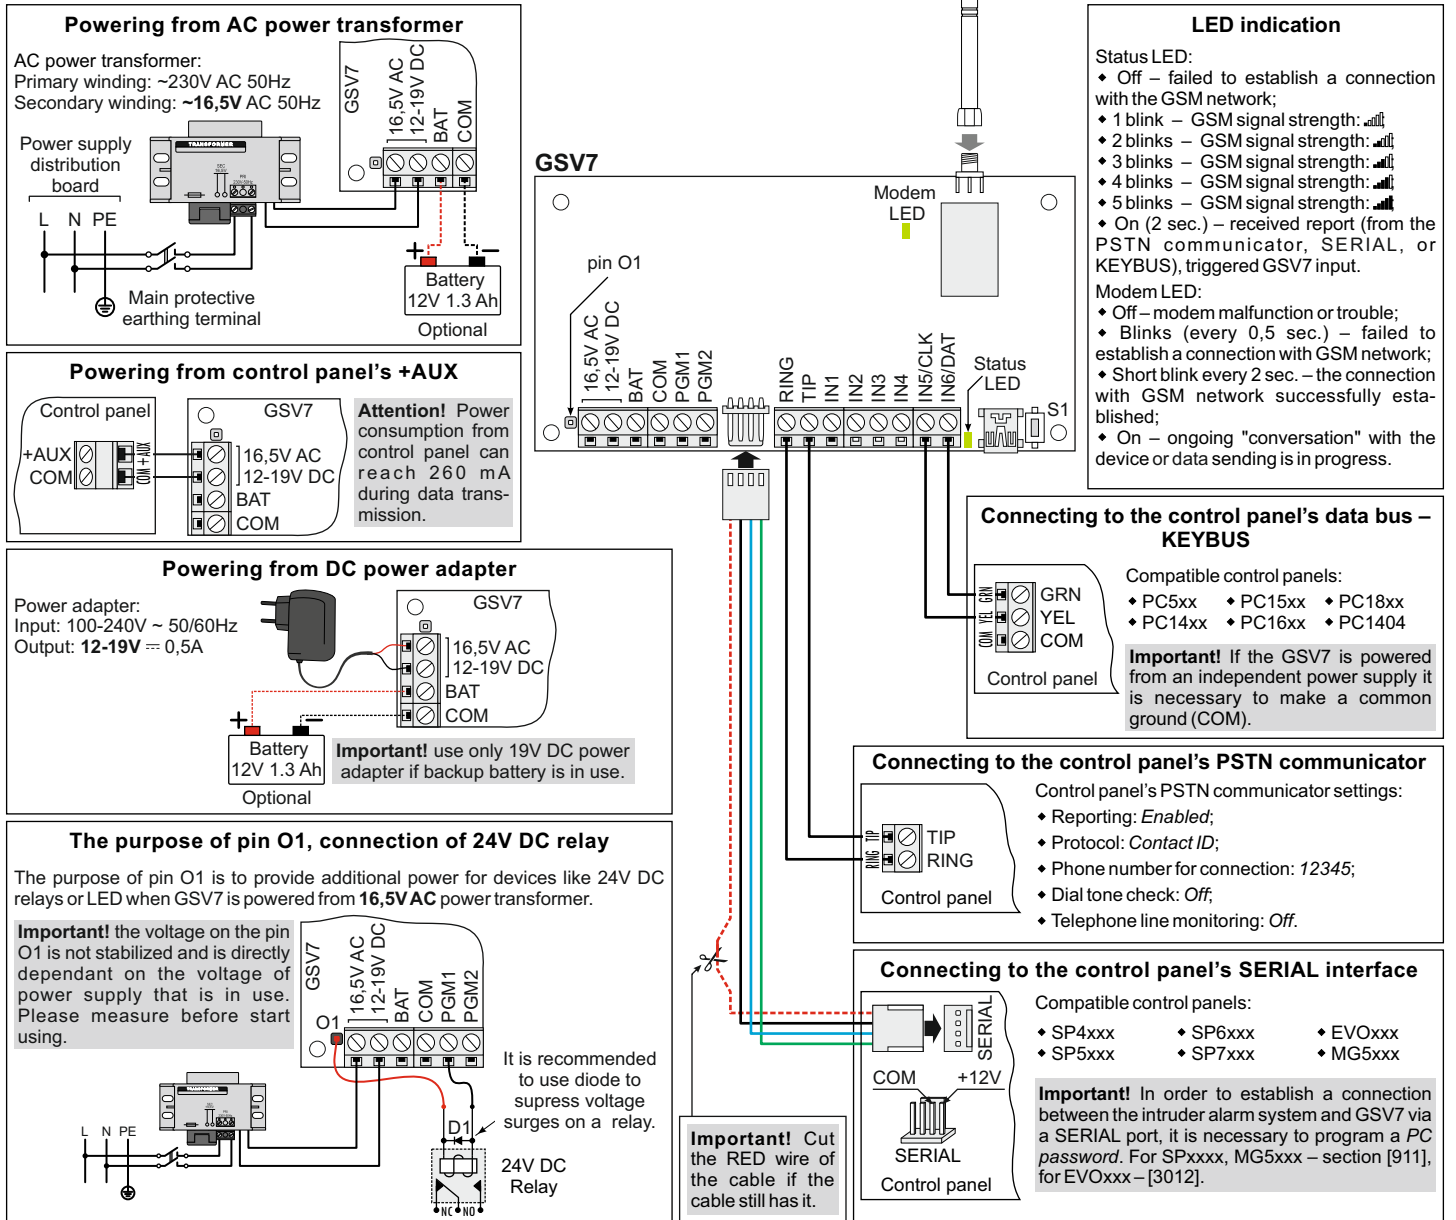 Powering from AC power transformer
AC power transformer:
Primary winding: ~230V AC 50Hz
Secondary winding: ~16,5V AC 50Hz
Power supply
distribution
board
L N PE
TRANSFORMER
SEC
PRI
230V 50Hz
Main protective
earthing terminal
GSV7
16,5V AC
12-19V DC
BAT
COM
+ −
Battery
12V 1.3 Ah
Optional
Powering from control panel's +AUX
Control panel
+AUX
COM
+AUX
COM
GSV7
16,5V AC
12-19V DC
BAT
COM
Attention! Power
consumption from
control panel can
reach 260 mA
during data trans-
mission.
Powering from DC power adapter
Power adapter:
Input: 100-240V ~ 50/60Hz
Output: 12-19V ⎓ 0,5A
GSV7
16,5V AC
12-19V DC
BAT
COM
+ −
Battery
12V 1.3 Ah
Optional
Important! use only 19V DC power
adapter if backup battery is in use.
The purpose of pin O1, connection of 24V DC relay
The purpose of pin O1 is to provide additional power for devices like 24V DC
relays or LED when GSV7 is powered from 16,5V AC power transformer.
Important! the voltage on the pin
O1 is not stabilized and is directly
dependant on the voltage of
power supply that is in use.
Please measure before start
using.
GSV7
O1
16,5V AC
12-19V DC
BAT
COM
PGM1
PGM2
L N PE
It is recommended
to use diode to
supress voltage
surges on a relay.
D1
24V DC
Relay
NC NO
GSV7
Modem
LED
pin O1
16,5V AC
12-19V DC
BAT
COM
PGM1
PGM2
RING
TIP
IN1
IN2
IN3
IN4
IN5/CLK
IN6/DAT
Status
LED
S1
Important! Cut
the RED wire of
the cable if the
cable still has it.
LED indication
Status LED:
◆ Off – failed to establish a connection
with the GSM network;
◆ 1 blink – GSM signal strength: ;
◆ 2 blinks – GSM signal strength: ;
◆ 3 blinks – GSM signal strength: ;
◆ 4 blinks – GSM signal strength: ;
◆ 5 blinks – GSM signal strength: ;
◆ On (2 sec.) – received report (from the
PSTN communicator, SERIAL, or
KEYBUS), triggered GSV7 input.
Modem LED:
◆ Off – modem malfunction or trouble;
◆ Blinks (every 0,5 sec.) – failed to
establish a connection with GSM network;
◆ Short blink every 2 sec. – the connection
with GSM network successfully esta-
blished;
◆ On – ongoing "conversation" with the
device or data sending is in progress.
Connecting to the control panel's data bus –
KEYBUS
GRN
YEL
COM
GRN
YEL
COM
Control panel
Compatible control panels:
◆ PC5xx ◆ PC15xx ◆ PC18xx
◆ PC14xx ◆ PC16xx ◆ PC1404
Important! If the GSV7 is powered
from an independent power supply it
is necessary to make a common
ground (COM).
Connecting to the control panel's PSTN communicator
TIP
RING
TIP
RING
Control panel
Control panel's PSTN communicator settings:
◆ Reporting: Enabled;
◆ Protocol: Contact ID;
◆ Phone number for connection: 12345;
◆ Dial tone check: Off;
◆ Telephone line monitoring: Off.
Connecting to the control panel's SERIAL interface
SERIAL
COM +12V
SERIAL
Control panel
Compatible control panels:
◆ SP4xxx ◆ SP6xxx ◆ EVOxxx
◆ SP5xxx ◆ SP7xxx ◆ MG5xxx
Important! In order to establish a connection
between the intruder alarm system and GSV7 via
a SERIAL port, it is necessary to program a PC
password. For SPxxxx, MG5xxx – section [911],
for EVOxxx – [3012].